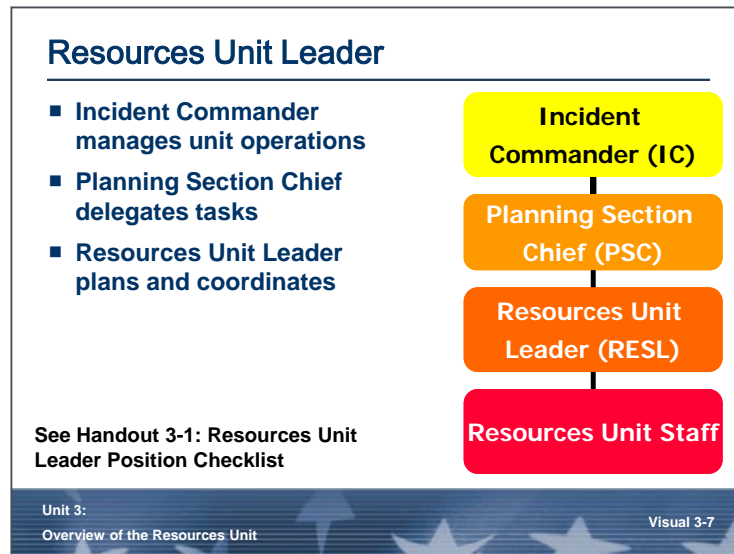 Resources Unit Leader
■ Incident Commander
manages unit operations
■ Planning Section Chief
delegates tasks
■ Resources Unit Leader
plans and coordinates
See Handout 3-1: Resources Unit
Leader Position Checklist
Incident
Commander (IC)
Planning Section
Chief (PSC)
Resources Unit
Leader (RESL)
Resources Unit Staff
Unit 3:
Overview of the Resources Unit
Visual 3-7